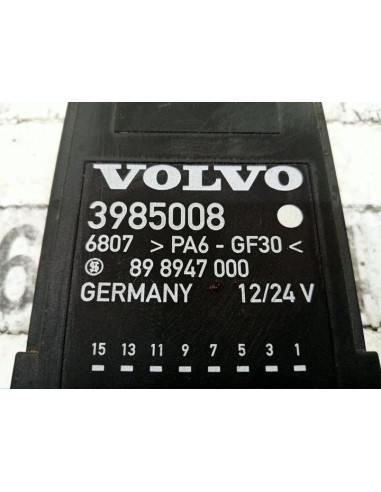 VOLVO
3985008
6807 >PA6-GF30<
89 8947 000
GERMANY 12/24 V
15 13 11 9 7 5 3 1